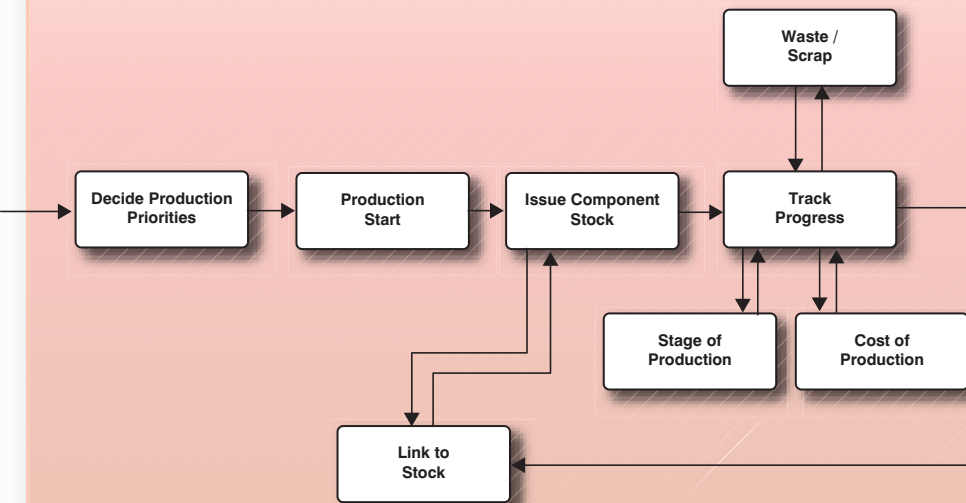 Waste /
Scrap
Decide Production
Priorities
Production
Start
Issue Component
Stock
Track
Progress
Stage of
Production
Cost of
Production
Link to
Stock